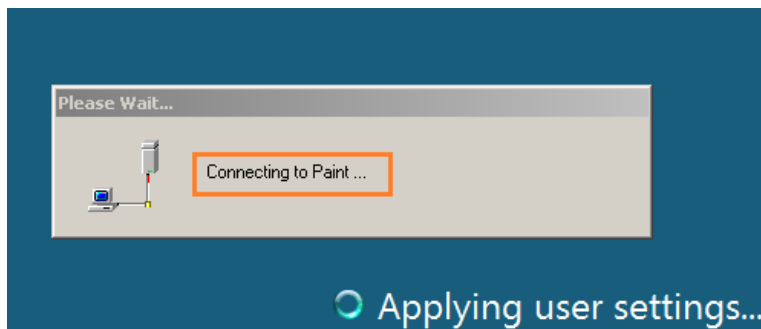 Please Wait...
Connecting to Paint ...
Applying user settings...